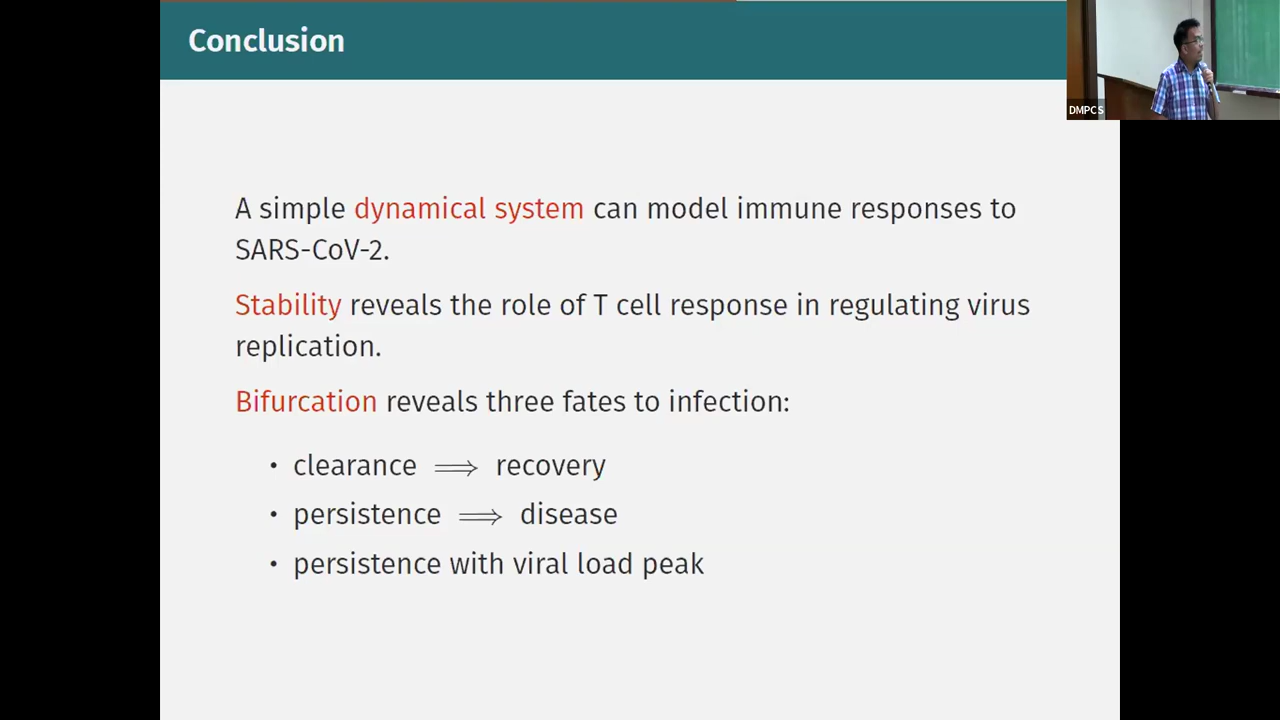 Conclusion
DMPCS
A simple dynamical system can model immune responses to
SARS-CoV-2.
Stability reveals the role of T cell response in regulating virus
replication.
Bifurcation reveals three fates to infection:
• clearance ⟹ recovery
• persistence ⟹ disease
• persistence with viral load peak